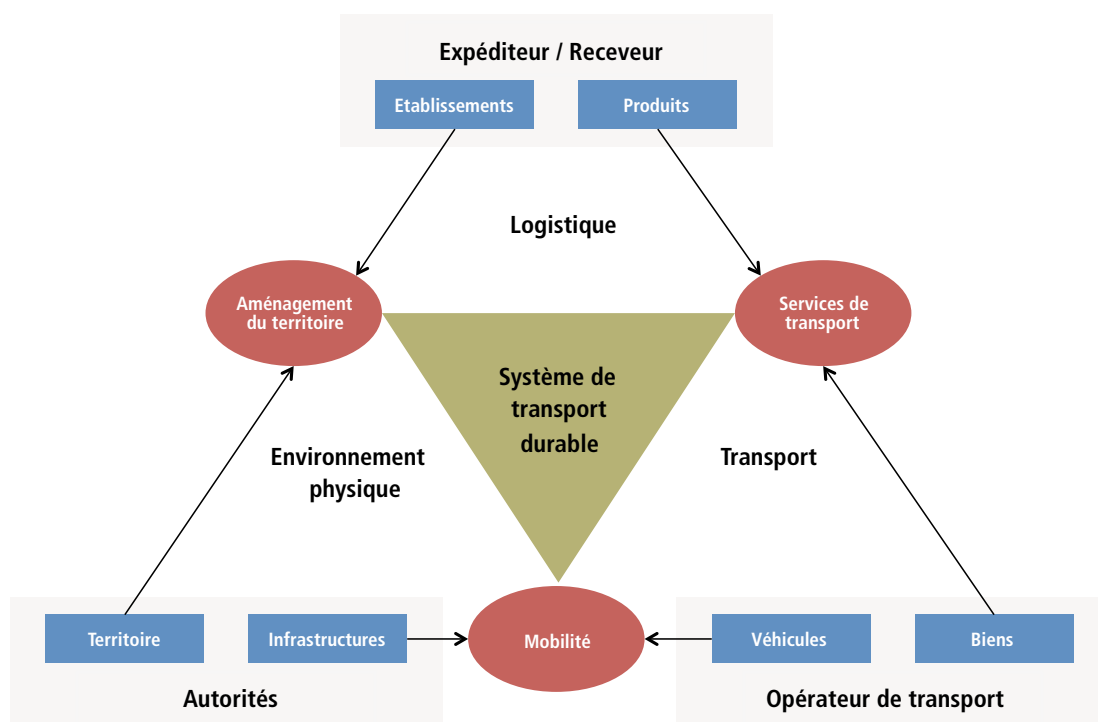 Expéditeur / Receveur
Etablissements
Produits
Logistique
Aménagement
du territoire
Services de
transport
Système de
transport
durable
Environnement
physique
Transport
Territoire
Infrastructures
Mobilité
Véhicules
Biens
Autorités
Opérateur de transport